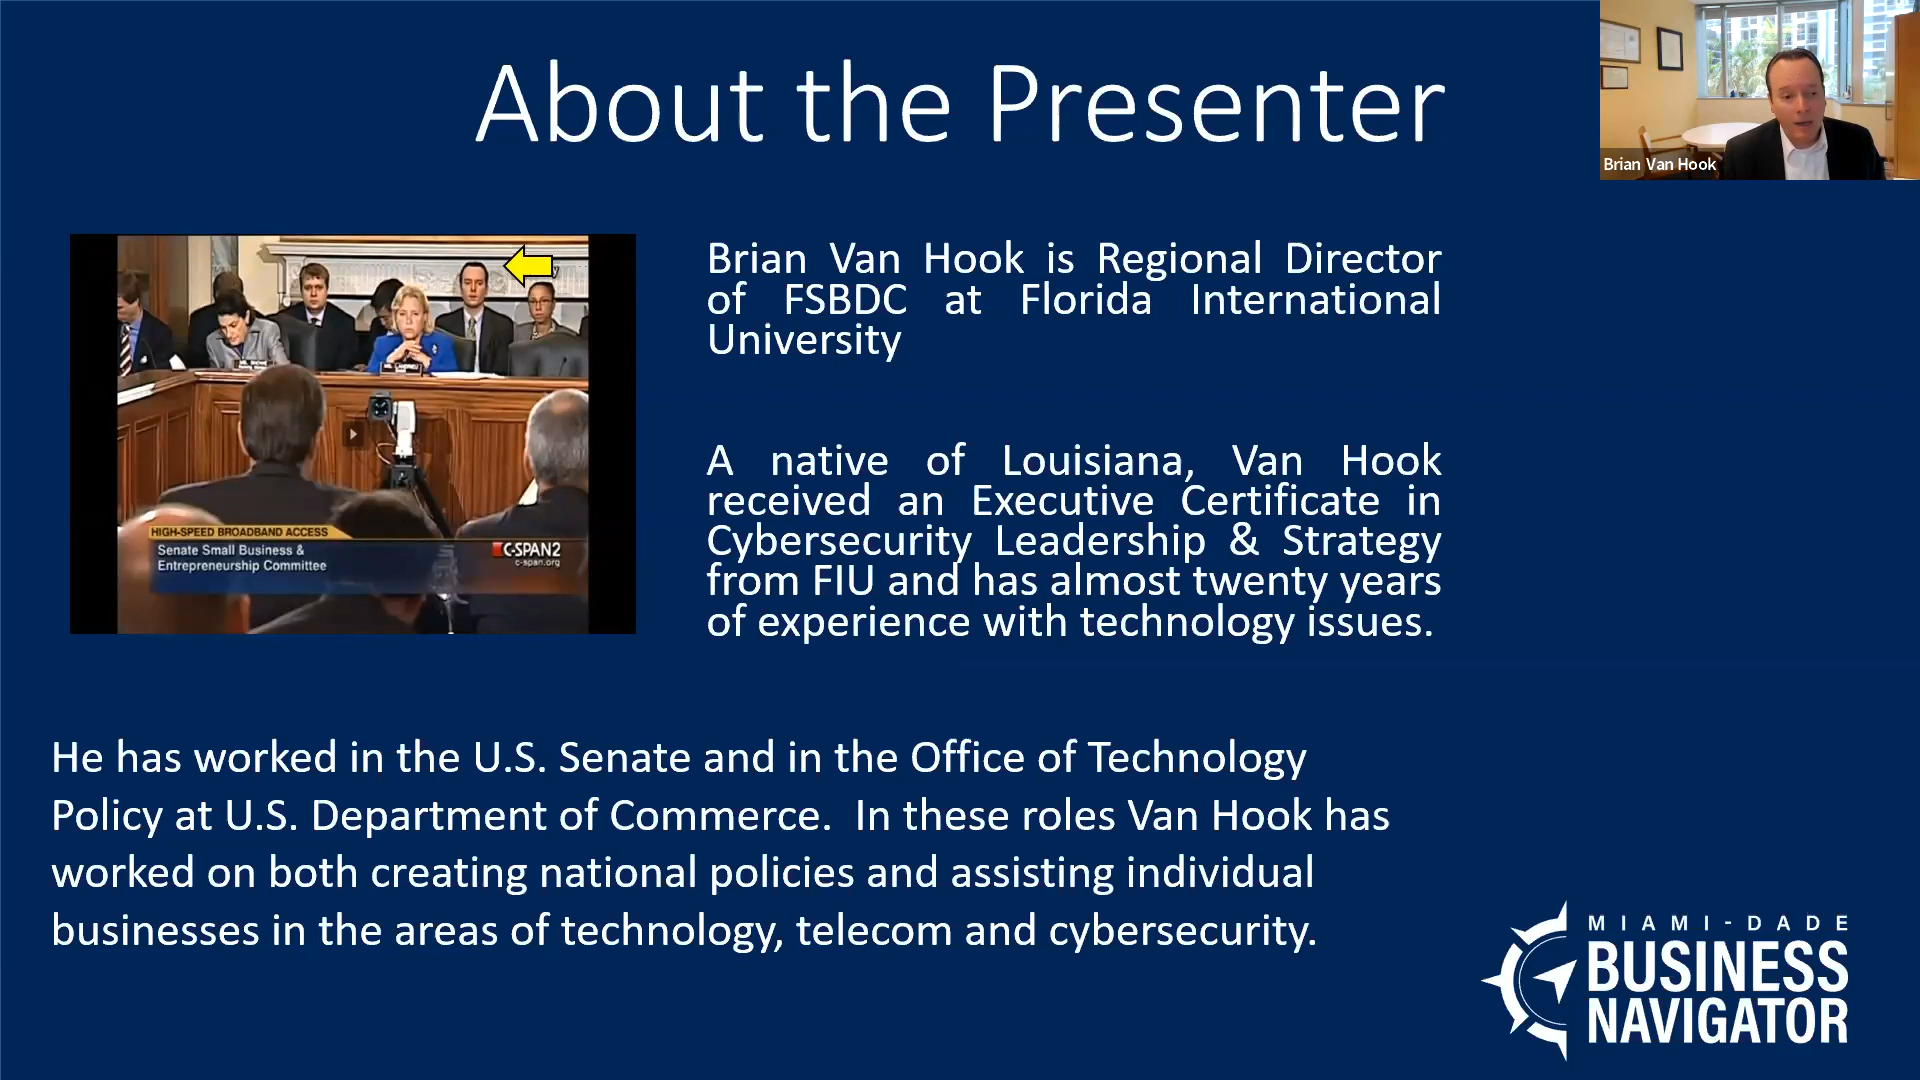 About the Presenter
Brian Van Hook
Brian Van Hook is Regional Director
of FSBDC at Florida International
University
A native of Louisiana, Van Hook
received an Executive Certificate in
Cybersecurity Leadership & Strategy
from FIU and has almost twenty years
of experience with technology issues.
HIGH-SPEED BROADBAND ACCESS
Senate Small Business &
Entrepreneurship Committee
C-SPAN2
c-span.org
He has worked in the U.S. Senate and in the Office of Technology
Policy at U.S. Department of Commerce.  In these roles Van Hook has
worked on both creating national policies and assisting individual
businesses in the areas of technology, telecom and cybersecurity.
MIAMI-DADE
BUSINESS
NAVIGATOR